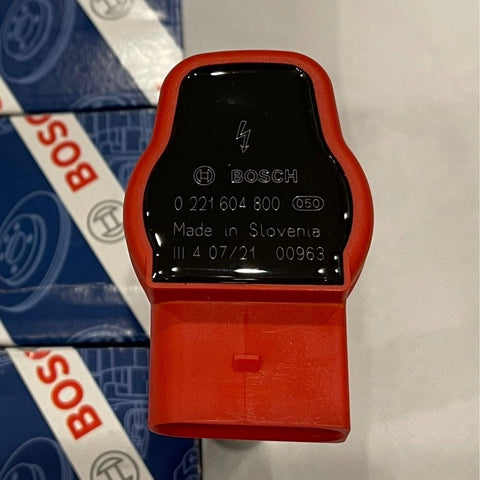 BOSCH
0 221 604 800 050
Made in Slovenia
III 4 07/21 00963
BOSCH
BOSCH